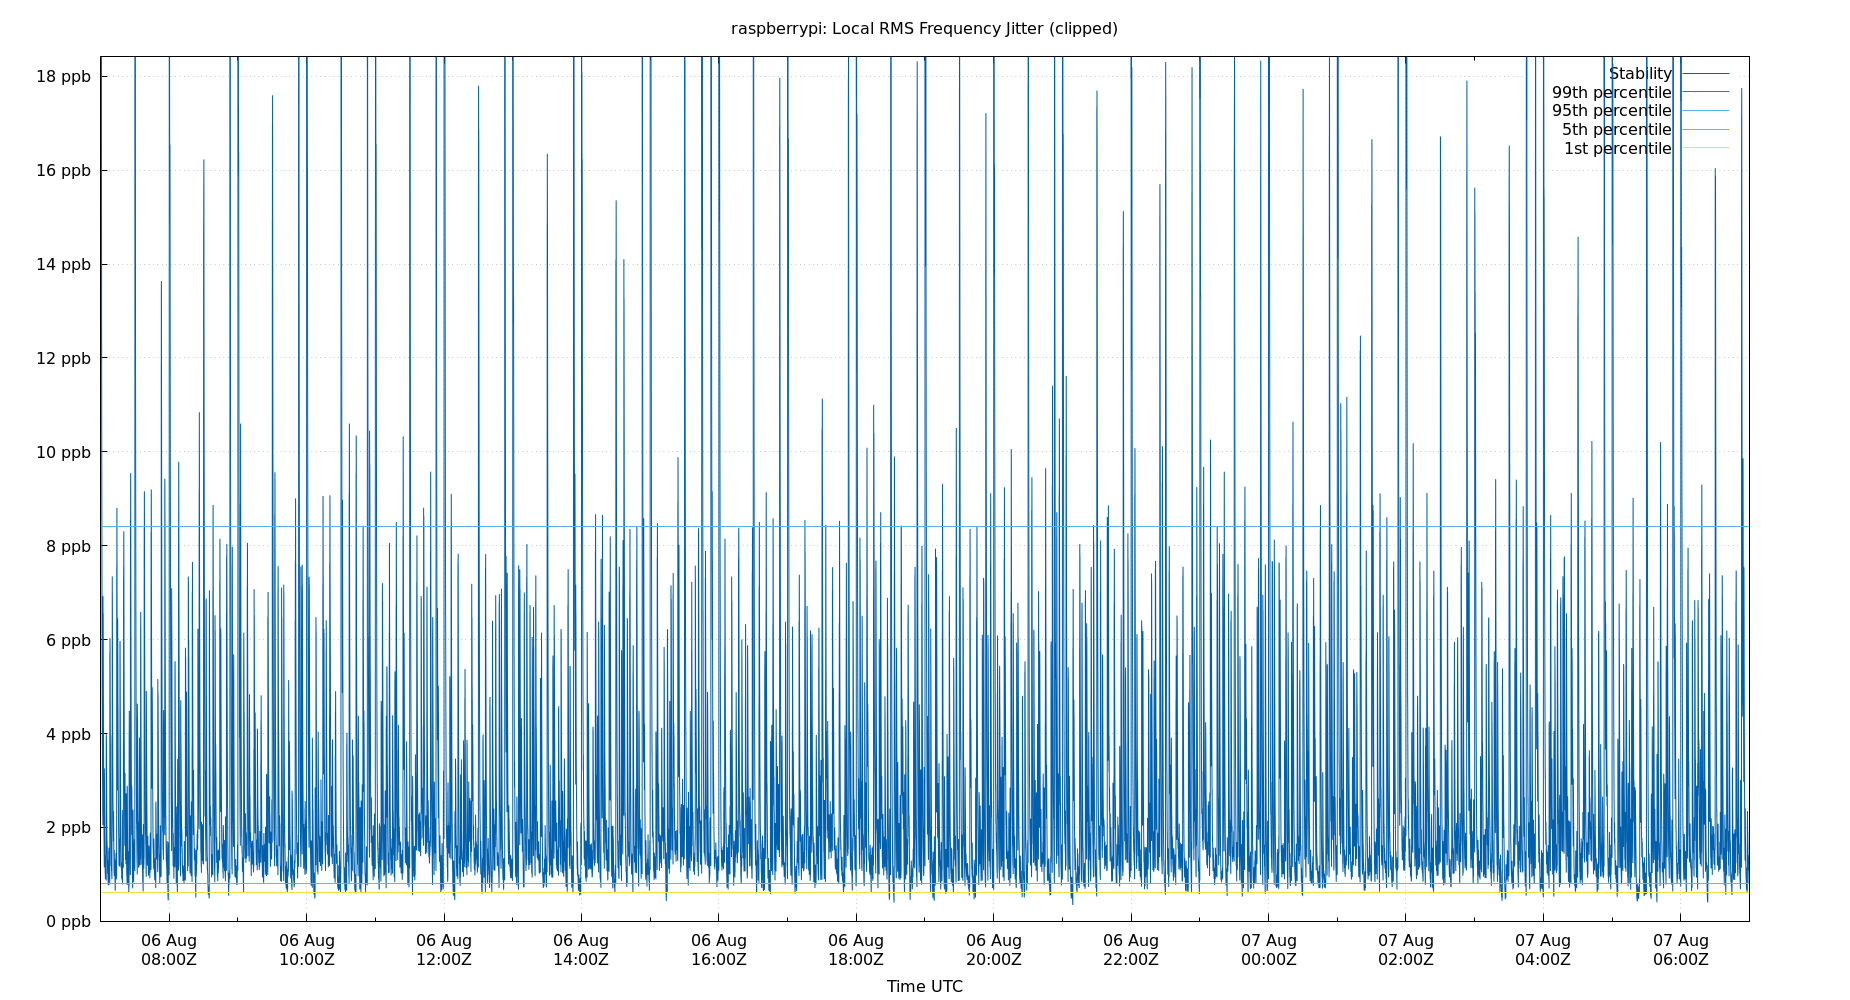 raspberrypi: Local RMS Frequency Jitter (clipped)
18 ppb
16 ppb
14 ppb
12 ppb
10 ppb
8 ppb
6 ppb
4 ppb
2 ppb
0 ppb
Stability
99th percentile
95th percentile
5th percentile
1st percentile
06 Aug 06 Aug 06 Aug 06 Aug 06 Aug 06 Aug 06 Aug 06 Aug 07 Aug 07 Aug 07 Aug 07 Aug
08:00Z 10:00Z 12:00Z 14:00Z 16:00Z 18:00Z 20:00Z 22:00Z 00:00Z 02:00Z 04:00Z 06:00Z
Time UTC